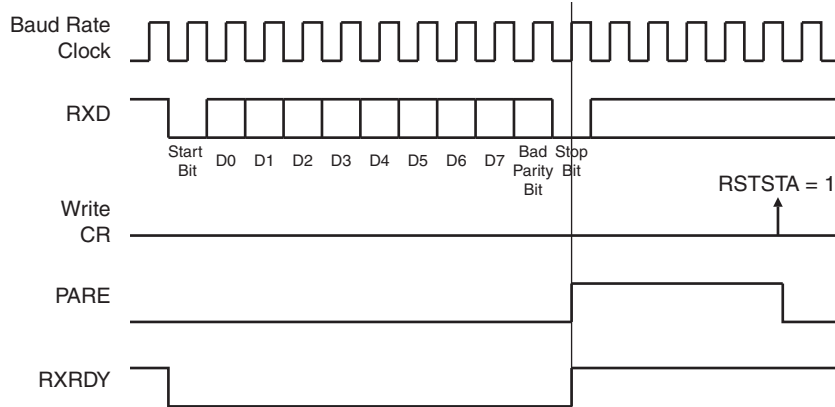 Baud Rate
Clock
RXD
Start
Bit
D0
D1
D2
D3
D4
D5
D6
D7
Bad
Parity
Bit
Stop
Bit
RSTSTA = 1
Write
CR
PARE
RXRDY